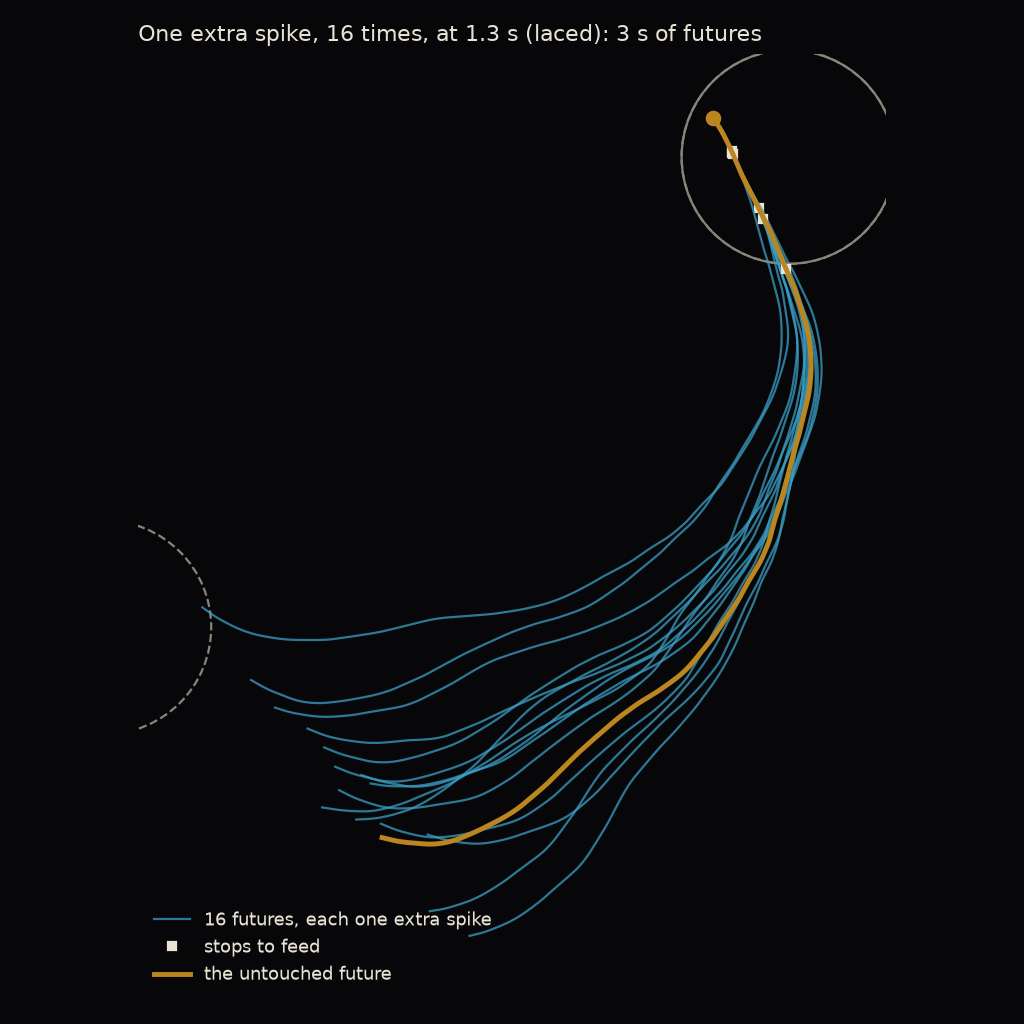 One extra spike, 16 times, at 1.3 s (laced): 3 s of futures
16 futures, each one extra spike
stops to feed
the untouched future